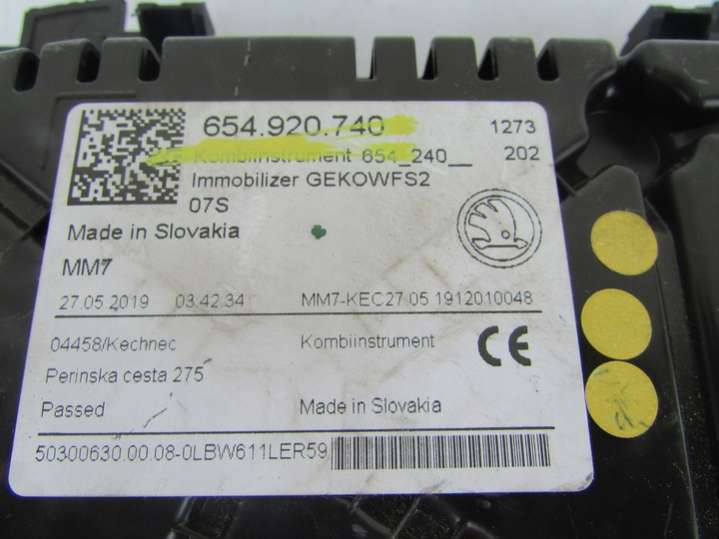 654.920.740 1273
Kombiinstrument 654_240__ 202
Immobilizer GEKOWFS2
07S
Made in Slovakia
MM7
27.05.2019 03.42.34 MM7-KEC27.05.1912010048
04458/Kechnec Kombiinstrument CE
Perinska cesta 275
Passed Made in Slovakia
50300630.00.08-0LBW611LER59